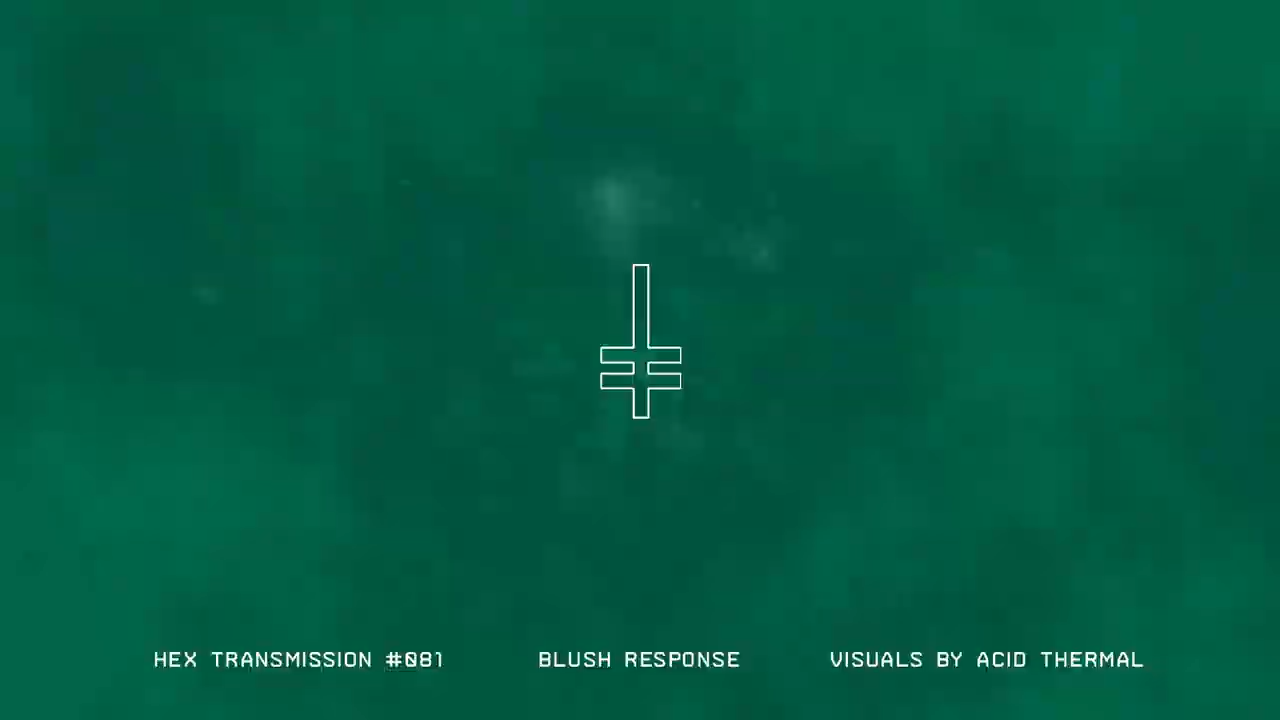 HEX TRANSMISSION #081 BLUSH RESPONSE VISUALS BY ACID THERMAL